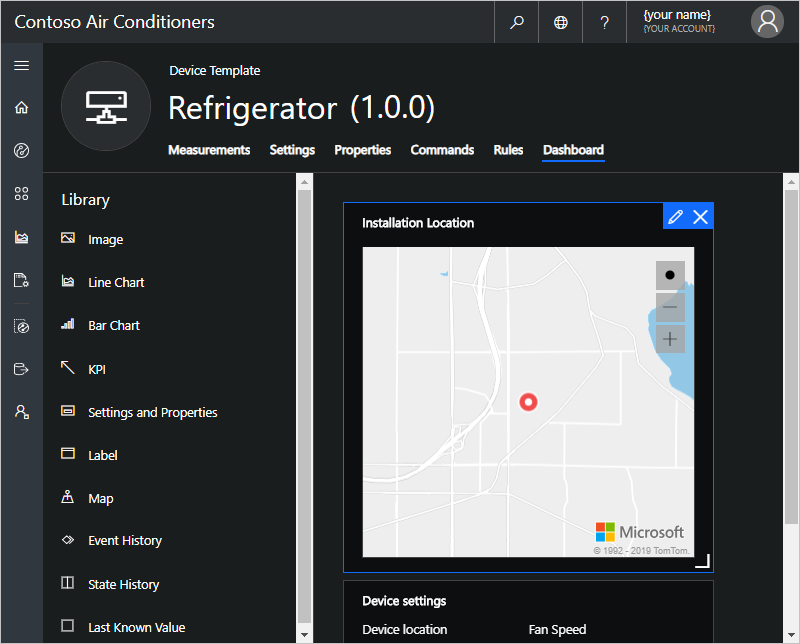 Contoso Air Conditioners
?
{your name}
{YOUR ACCOUNT}
Device Template
Refrigerator (1.0.0)
Measurements Settings Properties Commands Rules Dashboard
Library
Image
Line Chart
Bar Chart
KPI
Settings and Properties
Label
Map
Event History
State History
Last Known Value
Installation Location
Microsoft
© 1992 - 2019 TomTom.
Device settings
Device location Fan Speed